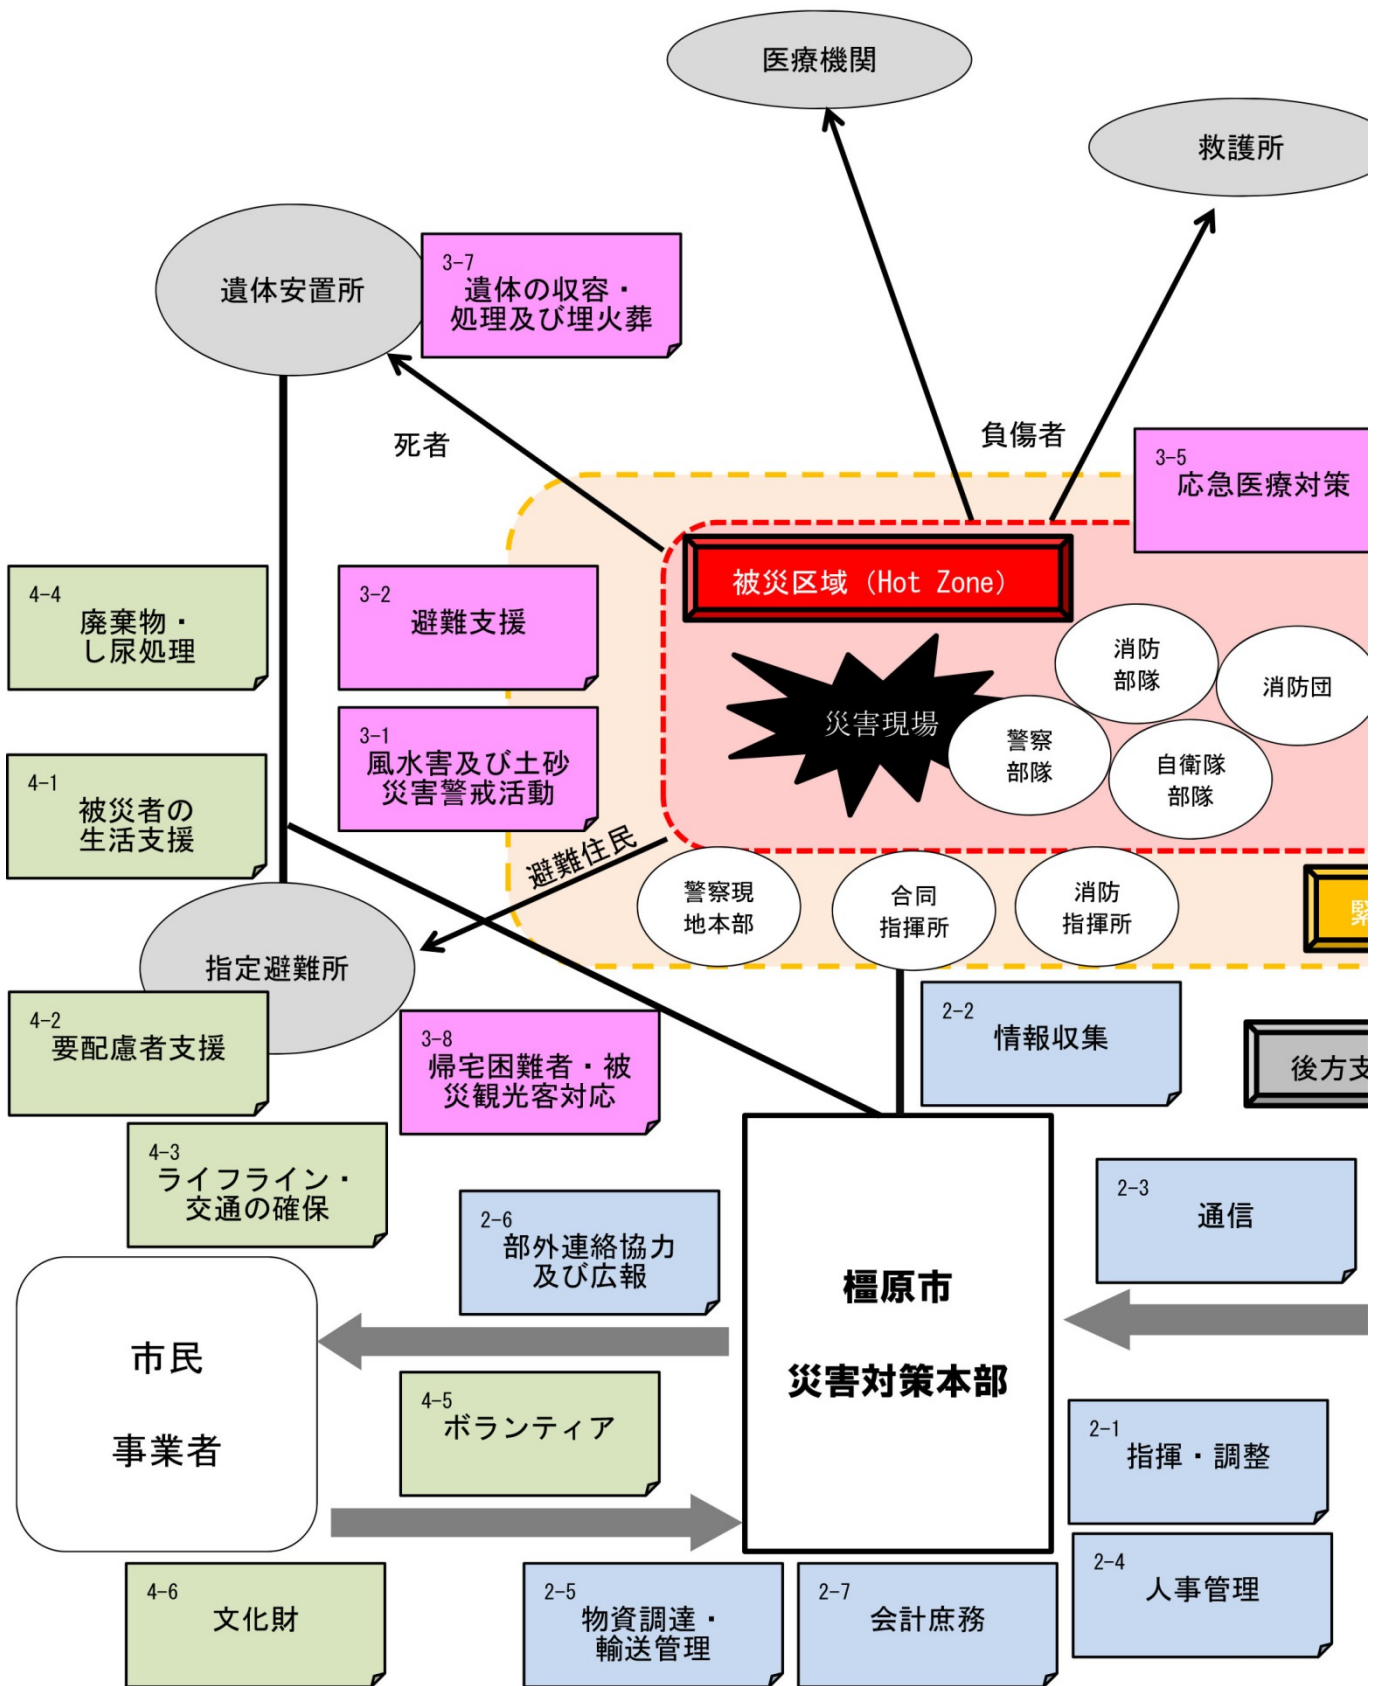 医療機関
救護所
遺体安置所
3-7
遺体の収容・
処理及び埋火葬
死者
負傷者
3-5
応急医療対策
被災区域（Hot Zone）
4-4
廃棄物・
し尿処理
3-2
避難支援
消防
部隊
消防団
災害現場
警察
部隊
自衛隊
部隊
3-1
風水害及び土砂
災害警戒活動
4-1
被災者の
生活支援
避難住民
警察現
地本部
合同
指揮所
消防
指揮所
緊
指定避難所
4-2
要配慮者支援
3-8
帰宅困難者・被
災観光客対応
2-2
情報収集
後方支
4-3
ライフライン・
交通の確保
2-6
部外連絡協力
及び広報
2-3
通信
橿原市
災害対策本部
市民
事業者
4-5
ボランティア
2-1
指揮・調整
2-4
人事管理
4-6
文化財
2-5
物資調達・
輸送管理
2-7
会計庶務